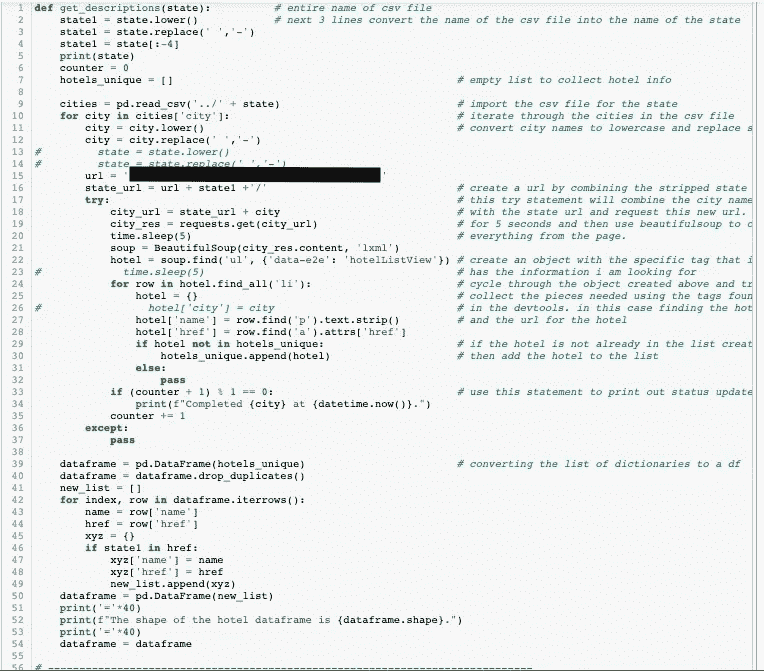 1 def get_descriptions(state): # entire name of csv file
2 state1 = state.lower() # next 3 lines convert the name of the csv file into the name of the state
3 state1 = state.replace(' ','-')
4 state1 = state[:-4]
5 print(state)
6 counter = 0
7 hotels_unique = [] # empty list to collect hotel info
8
9 cities = pd.read_csv('../' + state) # import the csv file for the state
10 for city in cities['city']: # iterate through the cities in the csv file
11 city = city.lower() # convert city names to lowercase and replace s
12 city = city.replace(' ','-')
13 # state = state.lower()
14 # state = state.replace(' ','-')
15 url = ' '
16 state_url = url + state1 +'/' # create a url by combining the stripped state
17 try: # this try statement will combine the city name
18 city_url = state_url + city # with the state url and request this new url.
19 city_res = requests.get(city_url) # for 5 seconds and then use beautifulsoup to c
20 time.sleep(5) # everything from the page.
21 soup = BeautifulSoup(city_res.content, 'lxml')
22 hotel = soup.find('ul', {'data-e2e': 'hotelListView'}) # create an object with the specific tag that i
23 # time.sleep(5) # has the information i am looking for
24 for row in hotel.find_all('li'): # cycle through the object created above and tr
25 hotel = {} # collect the pieces needed using the tags foun
26 # hotel['city'] = city # in the devtools. in this case finding the hot
27 hotel['name'] = row.find('p').text.strip() # and the url for the hotel
28 hotel['href'] = row.find('a').attrs['href']
29 if hotel not in hotels_unique: # if the hotel is not already in the list creat
30 hotels_unique.append(hotel) # then add the hotel to the list
31 else:
32 pass
33 if (counter + 1) % 1 == 0: # use this statement to print out status update
34 print(f"Completed {city} at {datetime.now()}.")
35 counter += 1
36 except:
37 pass
38
39 dataframe = pd.DataFrame(hotels_unique) # converting the list of dictionaries to a df
40 dataframe = dataframe.drop_duplicates()
41 new_list = []
42 for index, row in dataframe.iterrows():
43 name = row['name']
44 href = row['href']
45 xyz = {}
46 if state1 in href:
47 xyz['name'] = name
48 xyz['href'] = href
49 new_list.append(xyz)
50 dataframe = pd.DataFrame(new_list)
51 print('='*40)
52 print(f"The shape of the hotel dataframe is {dataframe.shape}.")
53 print('='*40)
54 dataframe = dataframe
55
56 # ----------------------------------------------------------